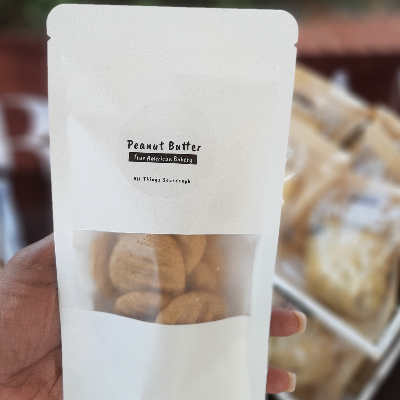 Peanut Butter
True American Bakery
All Things Sourdough